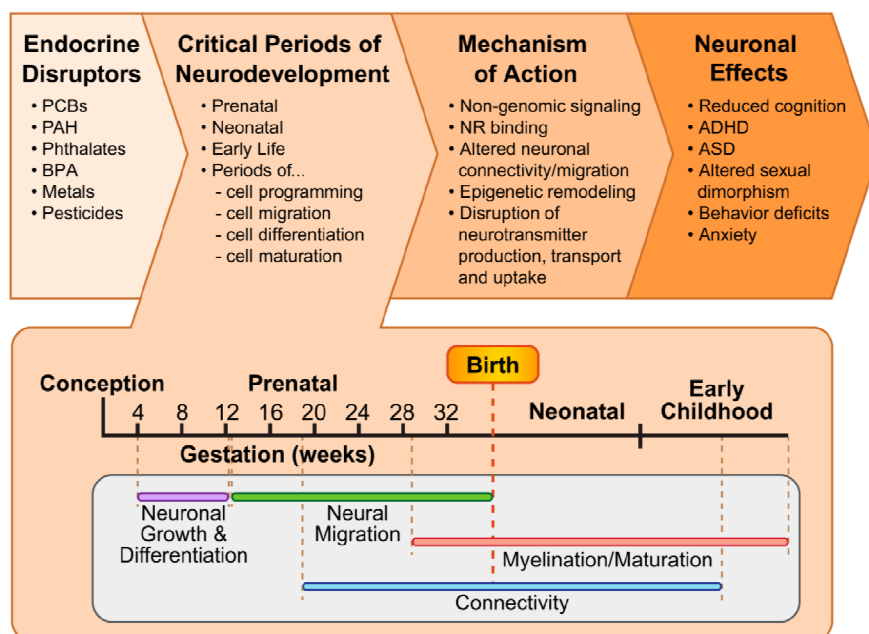 Endocrine
Disruptors
• PCBs
• PAH
• Phthalates
• BPA
• Metals
• Pesticides
Critical Periods of
Neurodevelopment
• Prenatal
• Neonatal
• Early Life
• Periods of...
- cell programming
- cell migration
- cell differentiation
- cell maturation
Mechanism
of Action
• Non-genomic signaling
• NR binding
• Altered neuronal
connectivity/migration
• Epigenetic remodeling
• Disruption of
neurotransmitter
production, transport
and uptake
Neuronal
Effects
• Reduced cognition
• ADHD
• ASD
• Altered sexual
dimorphism
• Behavior deficits
• Anxiety
Birth
Conception
Prenatal
Neonatal
Early
Childhood
4 8 12 16 20 24 28 32
Gestation (weeks)
Neuronal
Growth &
Differentiation
Neural
Migration
Myelination/Maturation
Connectivity